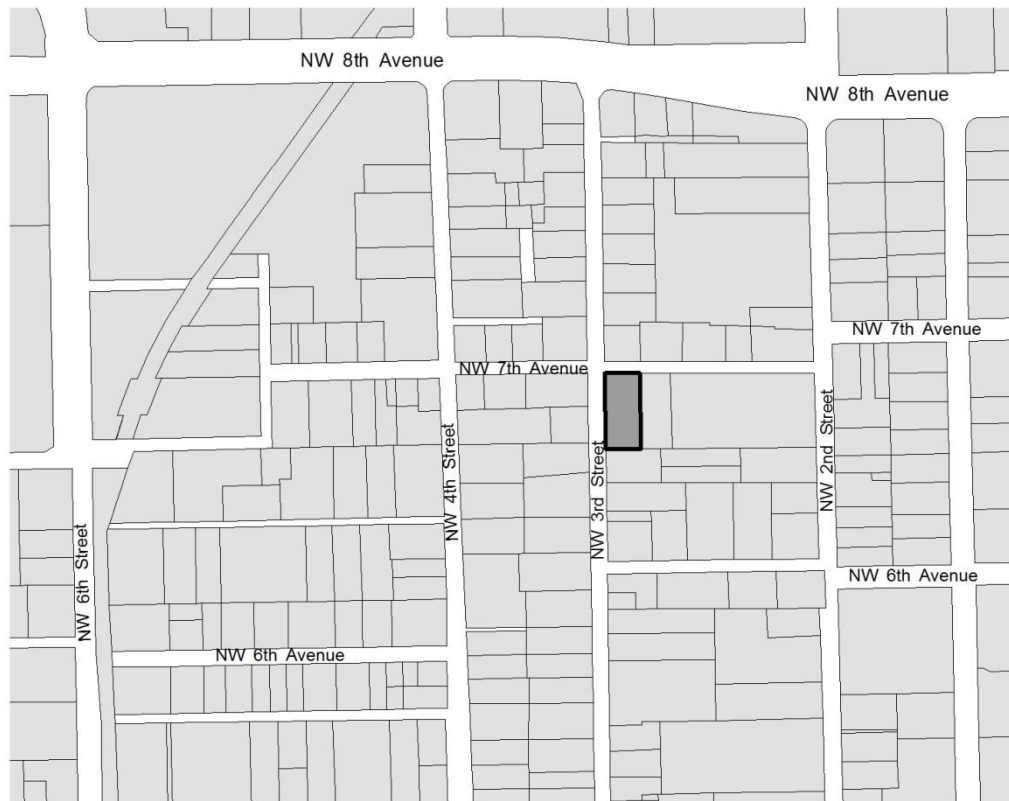 NW 8th Avenue
NW 8th Avenue
NW 7th Avenue
NW 7th Avenue
NW 4th Street
NW 3rd Street
NW 2nd Street
NW 6th Street
NW 6th Avenue
NW 6th Avenue